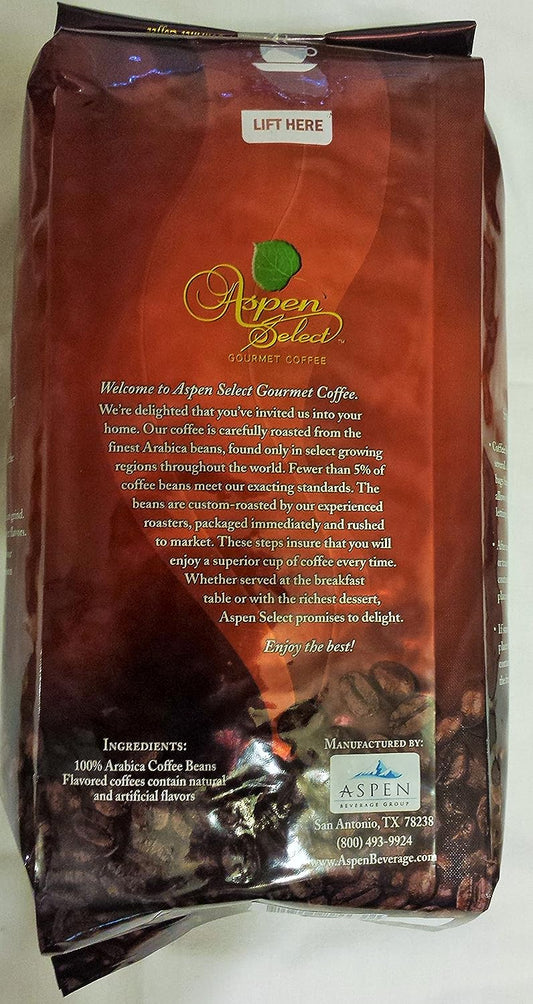 LIFT HERE
Aspen
Select™
GOURMET COFFEE
Welcome to Aspen Select Gourmet Coffee.
We're delighted that you've invited us into your
home. Our coffee is carefully roasted from the
finest Arabica beans, found only in select growing
regions throughout the world. Fewer than 5% of
coffee beans meet our exacting standards. The
beans are custom-roasted by our experienced
roasters, packaged immediately and rushed
to market. These steps insure that you will
enjoy a superior cup of coffee every time.
Whether served at the breakfast
table or with the richest dessert,
Aspen Select promises to delight.
Enjoy the best!
INGREDIENTS:
100% Arabica Coffee Beans
Flavored coffees contain natural
and artificial flavors
MANUFACTURED BY:
ASPEN
BEVERAGE GROUP
San Antonio, TX 78238
(800) 493-9924
www.AspenBeverage.com